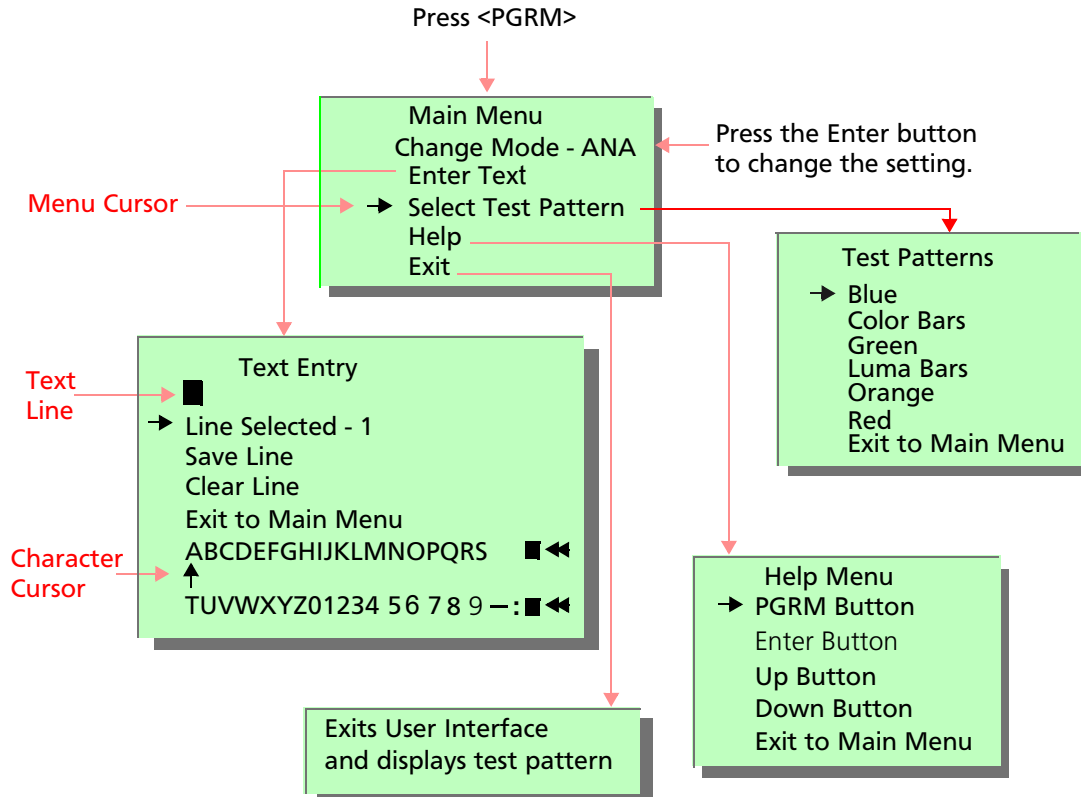 Press <PGRM>
Main Menu
Change Mode - ANA
Enter Text
Select Test Pattern
Help
Exit
Press the Enter button
to change the setting.
Menu Cursor
Test Patterns
Blue
Color Bars
Green
Luma Bars
Orange
Red
Exit to Main Menu
Text Entry
Text
Line
Line Selected - 1
Save Line
Clear Line
Exit to Main Menu
ABCDEFGHIJKLMNOPQRS
Character
Cursor
TUVWXYZ01234 56 7 8 9 – :
Help Menu
PGRM Button
Enter Button
Up Button
Down Button
Exit to Main Menu
Exits User Interface
and displays test pattern